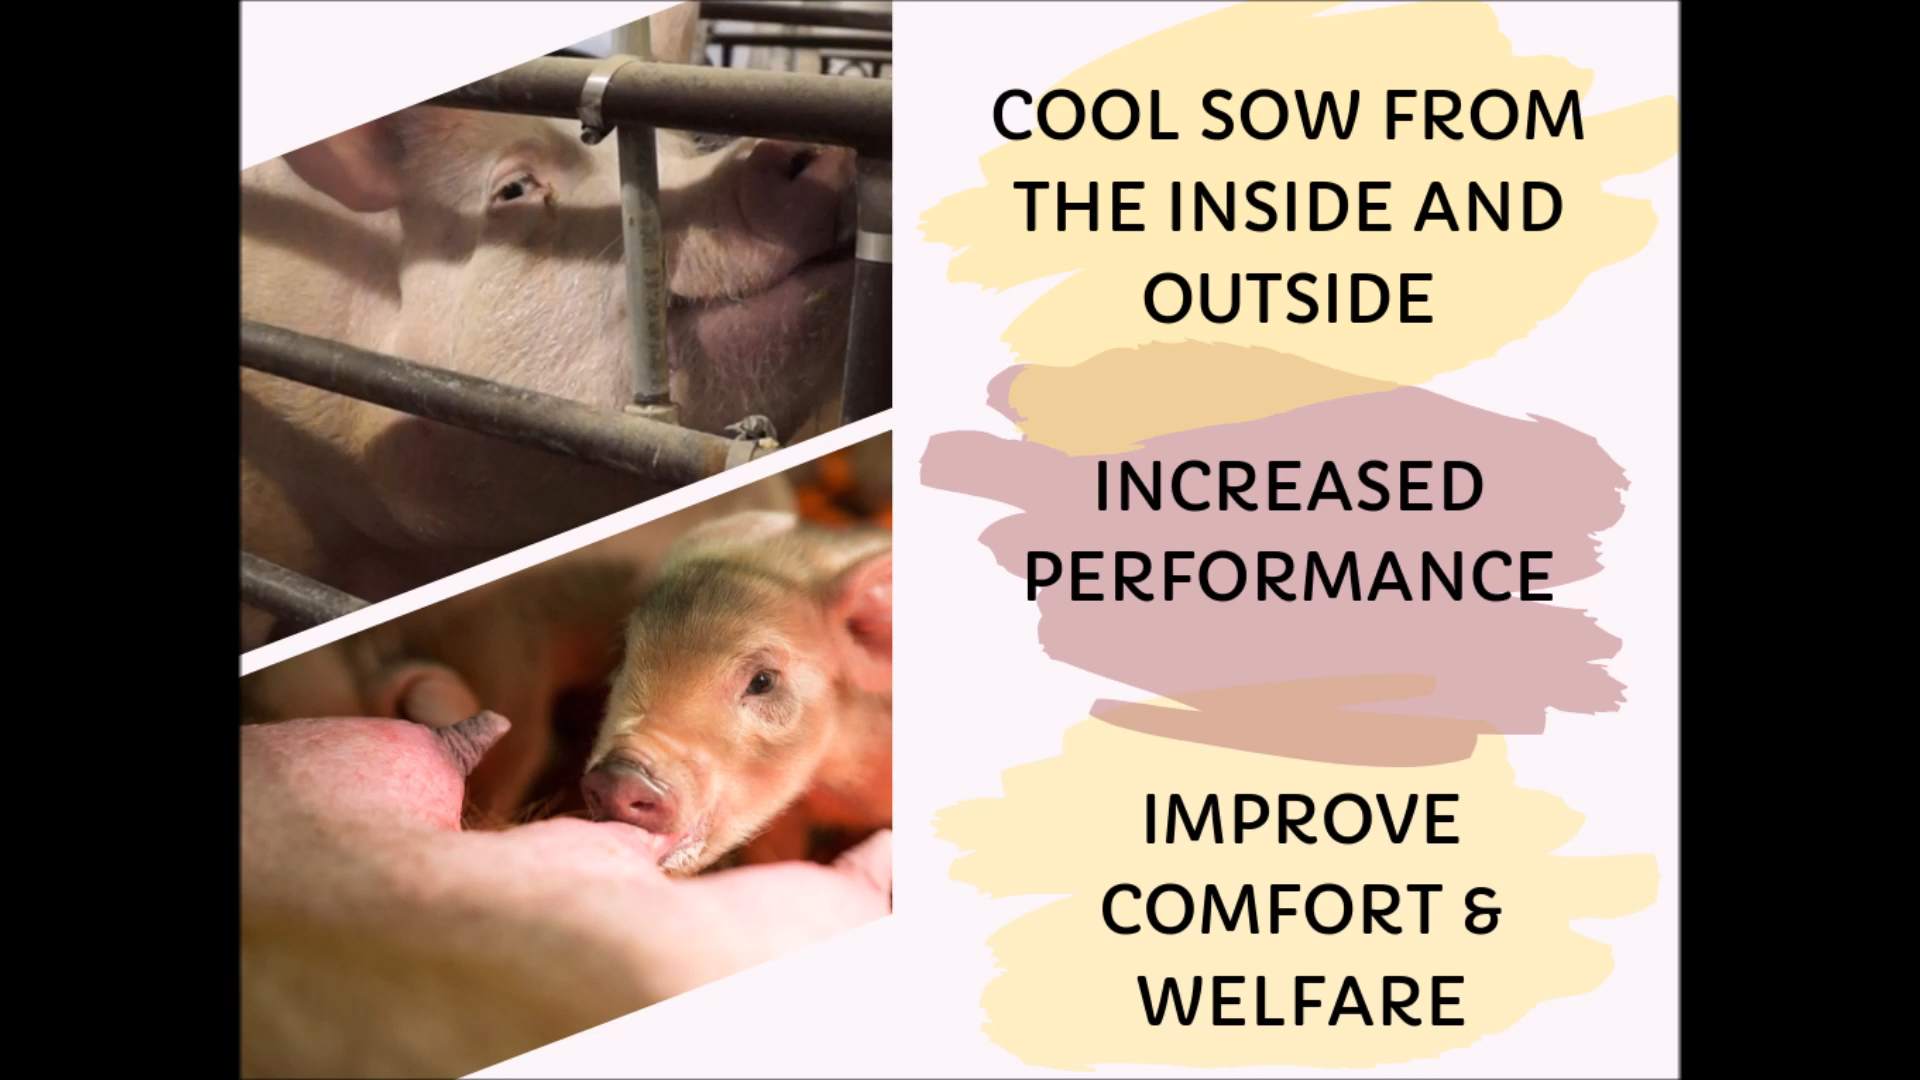 COOL SOW FROM
THE INSIDE AND
OUTSIDE
INCREASED
PERFORMANCE
IMPROVE
COMFORT &
WELFARE